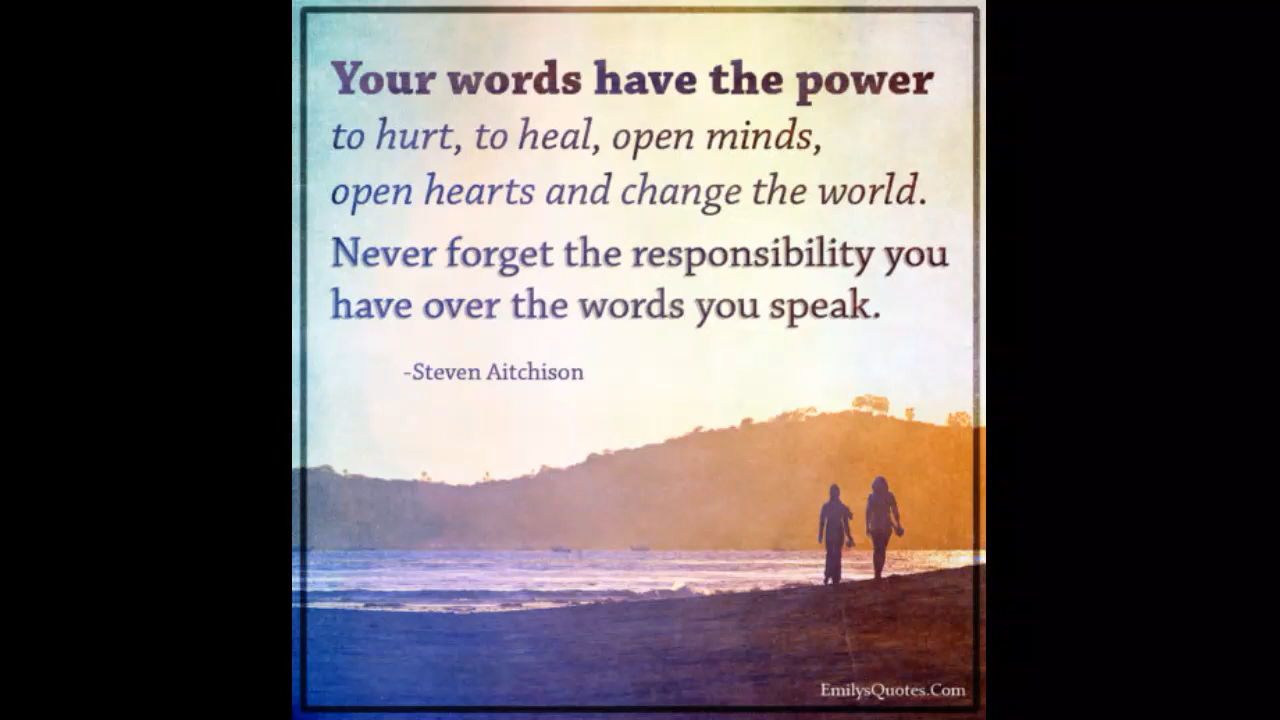 Your words have the power
to hurt, to heal, open minds,
open hearts and change the world.
Never forget the responsibility you
have over the words you speak.
-Steven Aitchison
EmilysQuotes.Com